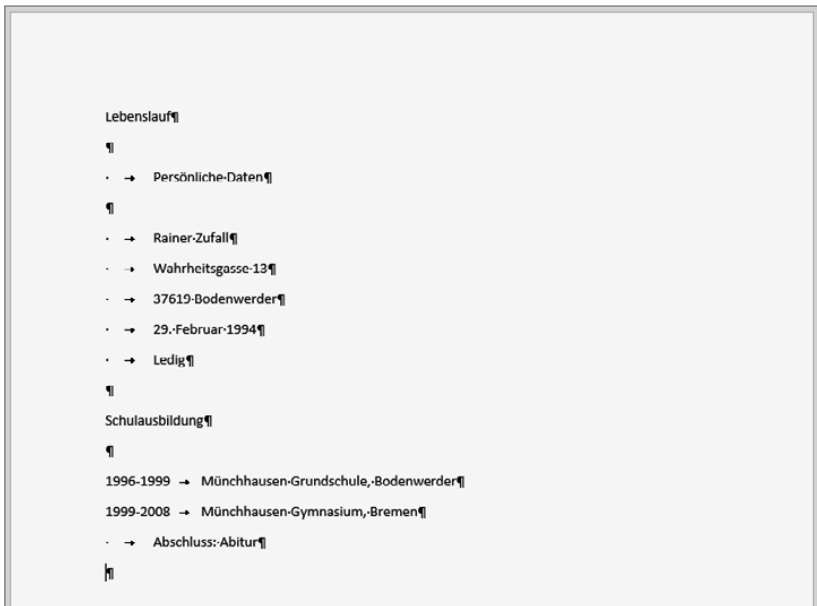 Lebenslauf¶
¶
· → Persönliche·Daten¶
¶
· → Rainer·Zufall¶
· → Wahrheitsgasse·13¶
· → 37619·Bodenwerder¶
· → 29.·Februar·1994¶
· → Ledig¶
¶
Schulausbildung¶
¶
1996-1999 → Münchhausen·Grundschule,·Bodenwerder¶
1999-2008 → Münchhausen·Gymnasium,·Bremen¶
· → Abschluss:·Abitur¶
¶